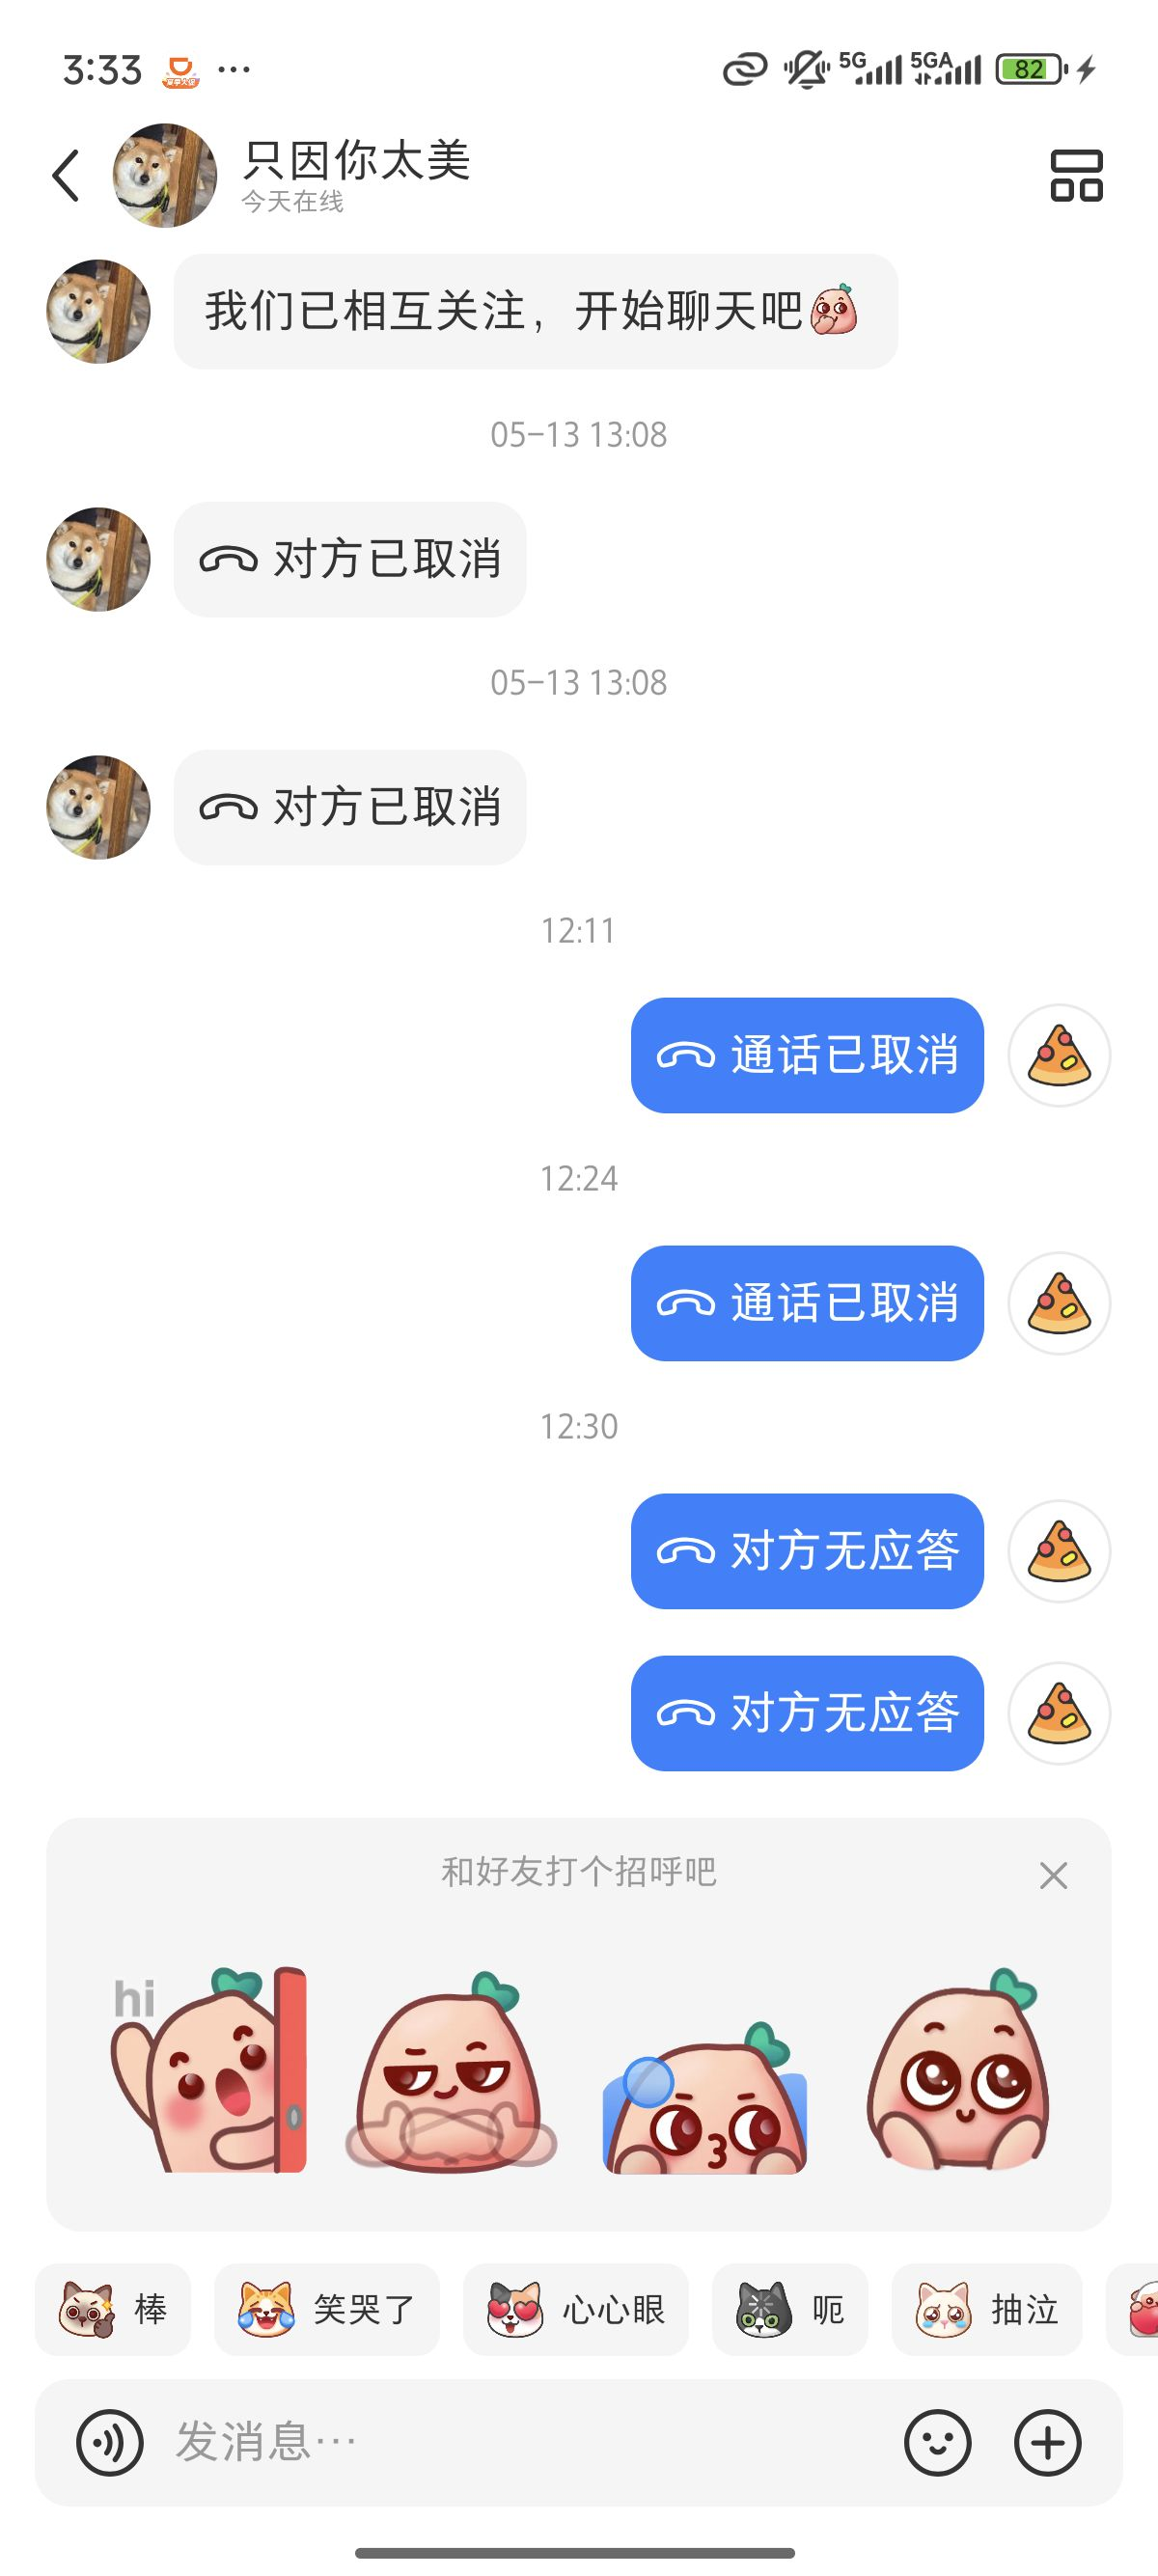 3:33
5G
5GA
82
只因你太美
今天在线
我们已相互关注，开始聊天吧
05-13 13:08
对方已取消
05-13 13:08
对方已取消
12:11
通话已取消
12:24
通话已取消
12:30
对方无应答
对方无应答
和好友打个招呼吧
hi
棒
笑哭了
心心眼
呃
抽泣
发消息…